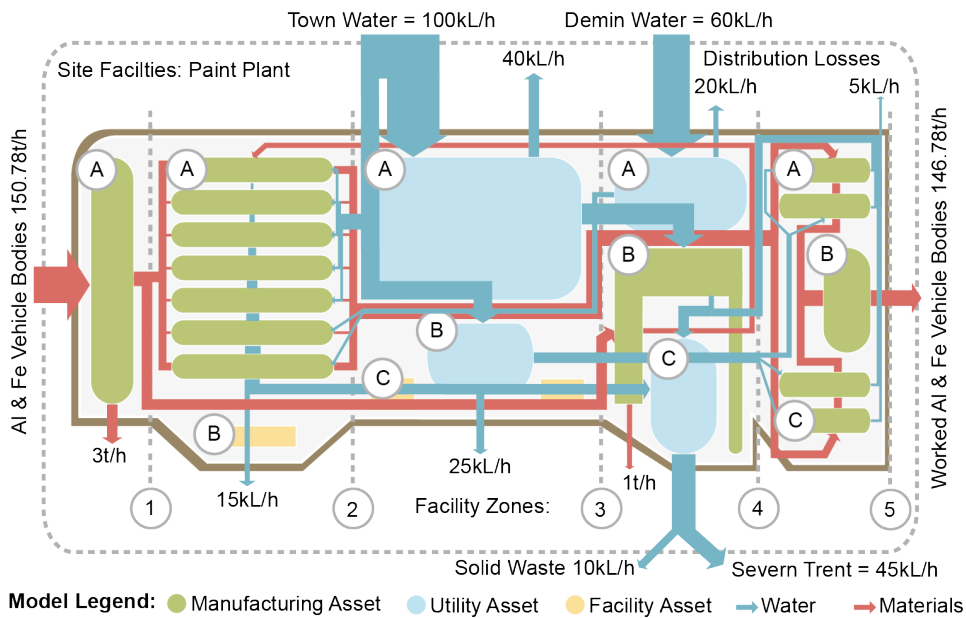 Town Water = 100kL/h
Demin Water = 60kL/h
Site Facilties: Paint Plant
40kL/h
Distribution Losses
20kL/h
5kL/h
Al & Fe Vehicle Bodies 150.78t/h
Worked Al & Fe Vehicle Bodies 146.78t/h
A
A
A
A
A
B
B
B
C
C
C
B
3t/h
15kL/h
25kL/h
1t/h
Facility Zones:
1
2
3
4
5
Solid Waste 10kL/h
Severn Trent = 45kL/h
Model Legend:
Manufacturing Asset
Utility Asset
Facility Asset
Water
Materials